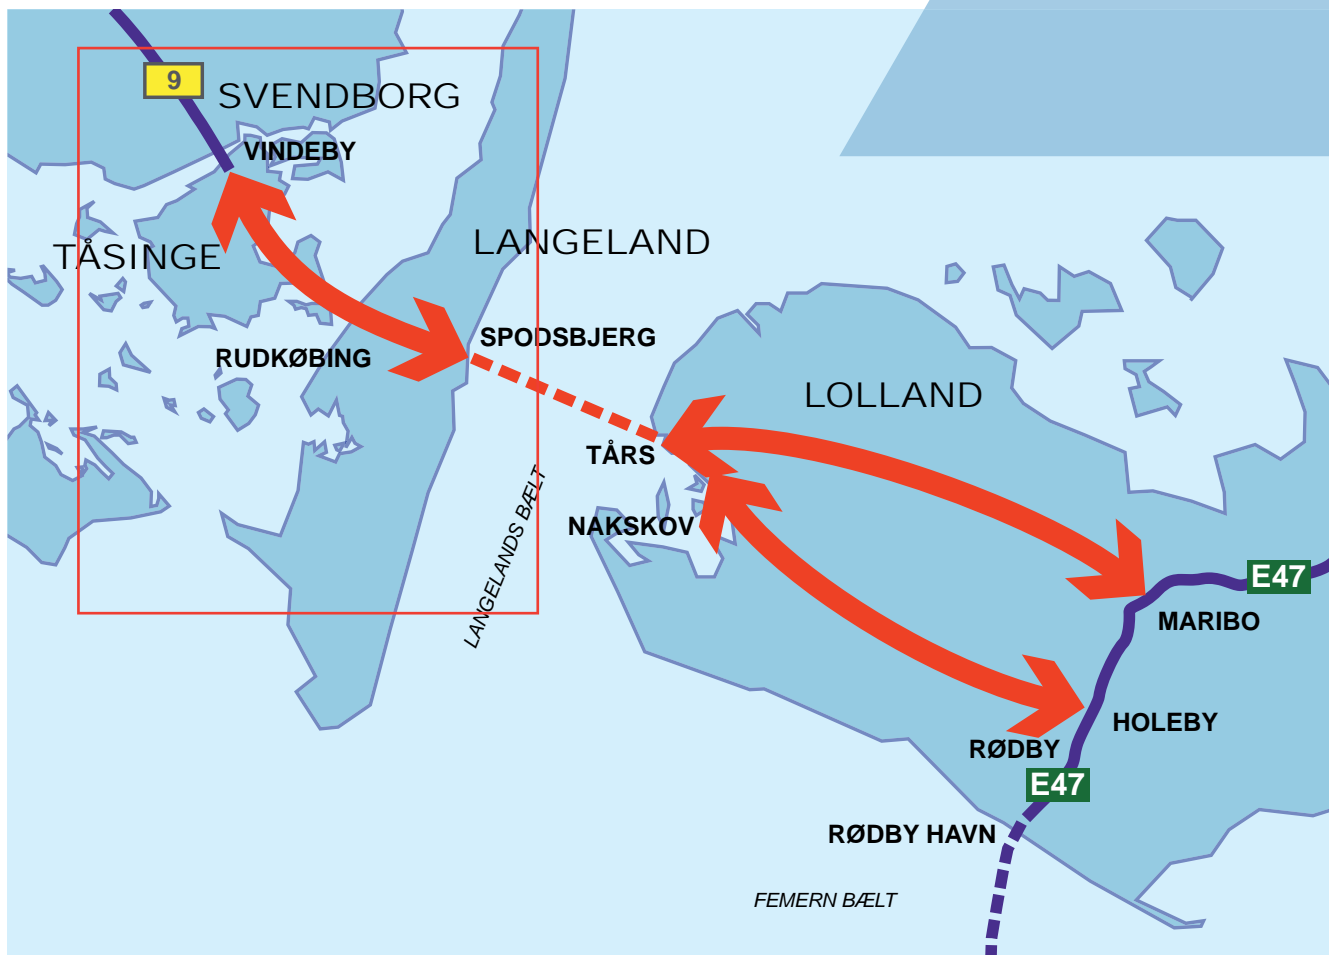 9
SVENDBORG
VINDEBY
TÅSINGE
LANGELAND
SPODSBJERG
RUDKØBING
LOLLAND
TÅRS
LANGELANDS BÆLT
NAKSKOV
E47
MARIBO
HOLEBY
RØDBY
E47
RØDBY HAVN
FEMERN BÆLT